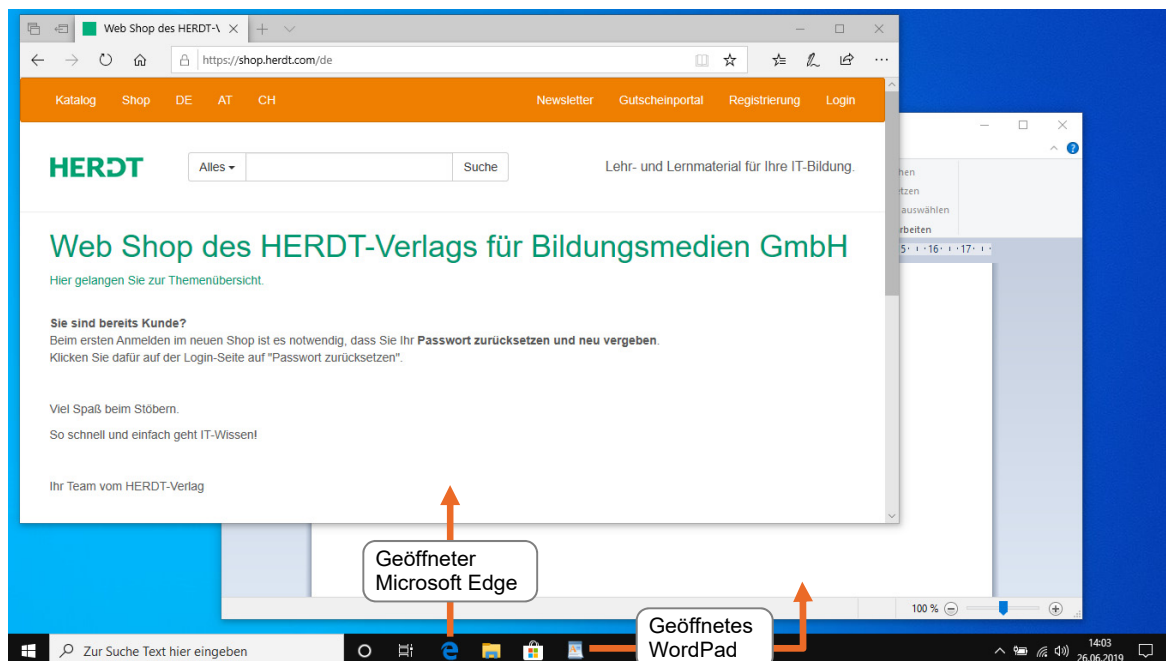 Web Shop des HERDT-\
https://shop.herdt.com/de
Katalog Shop DE AT CH Newsletter Gutscheinportal Registrierung Login
HERDT Alles Suche Lehr- und Lernmaterial für Ihre IT-Bildung.
hen
tzen
auswählen
rbeiten
5 · 16 · 17
Web Shop des HERDT-Verlags für Bildungsmedien GmbH
Hier gelangen Sie zur Themenübersicht.
Sie sind bereits Kunde?
Beim ersten Anmelden im neuen Shop ist es notwendig, dass Sie Ihr Passwort zurücksetzen und neu vergeben.
Klicken Sie dafür auf der Login-Seite auf "Passwort zurücksetzen".
Viel Spaß beim Stöbern.
So schnell und einfach geht IT-Wissen!
Ihr Team vom HERDT-Verlag
Geöffneter
Microsoft Edge
100 %
Geöffnetes
WordPad
Zur Suche Text hier eingeben
14:03
26.06.2019